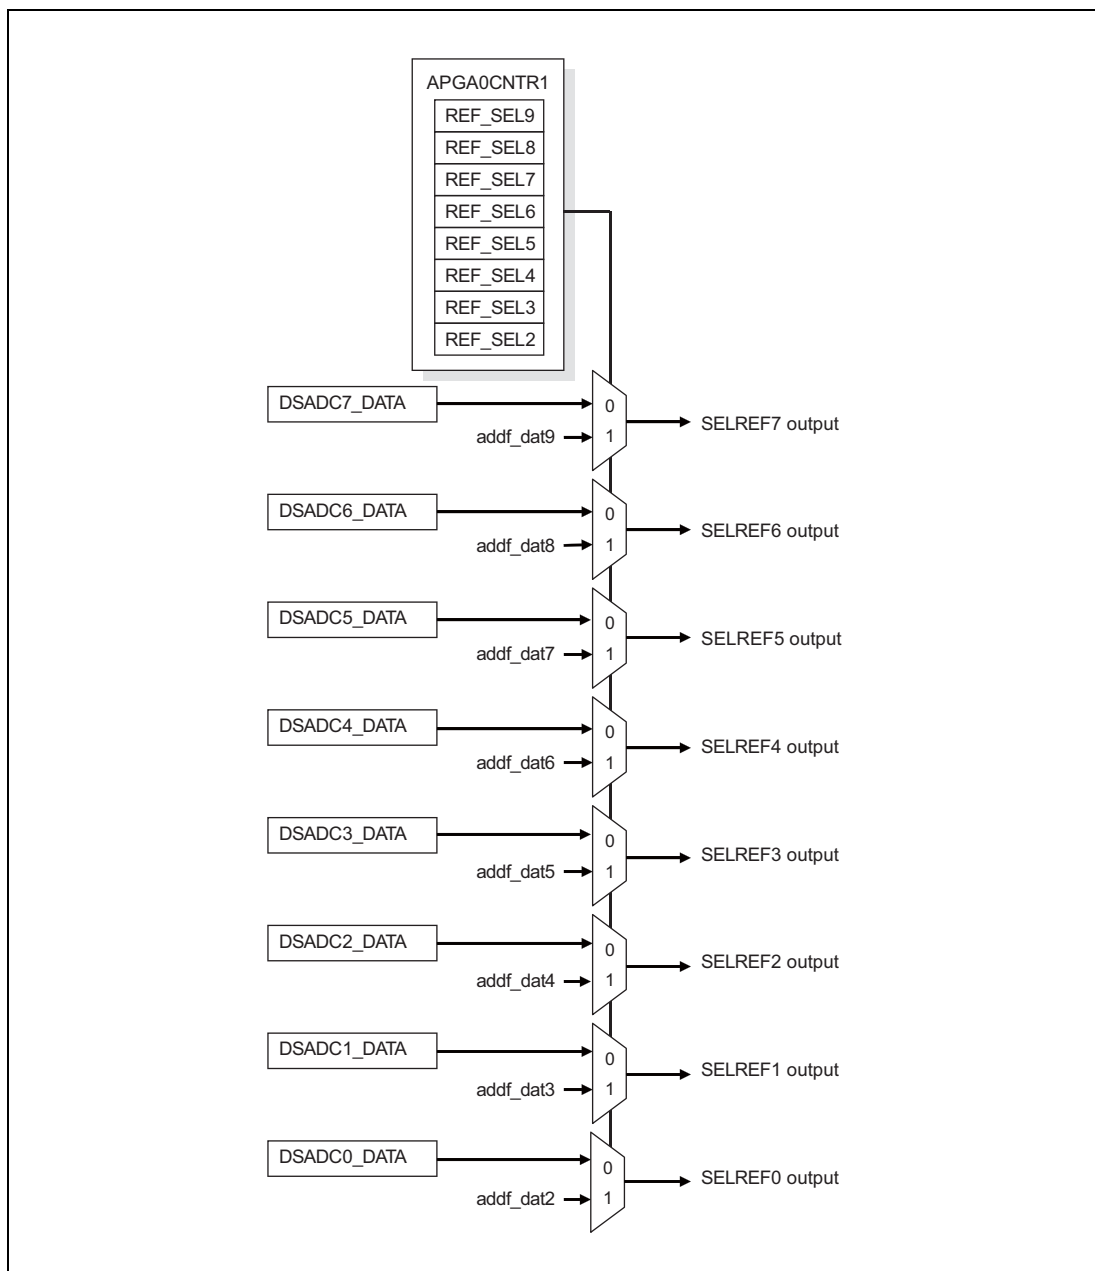 APGA0CNTR1
REF_SEL9
REF_SEL8
REF_SEL7
REF_SEL6
REF_SEL5
REF_SEL4
REF_SEL3
REF_SEL2
DSADC7_DATA
0
addf_dat9
1
SELREF7 output
DSADC6_DATA
0
addf_dat8
1
SELREF6 output
DSADC5_DATA
0
addf_dat7
1
SELREF5 output
DSADC4_DATA
0
addf_dat6
1
SELREF4 output
DSADC3_DATA
0
addf_dat5
1
SELREF3 output
DSADC2_DATA
0
addf_dat4
1
SELREF2 output
DSADC1_DATA
0
addf_dat3
1
SELREF1 output
DSADC0_DATA
0
addf_dat2
1
SELREF0 output